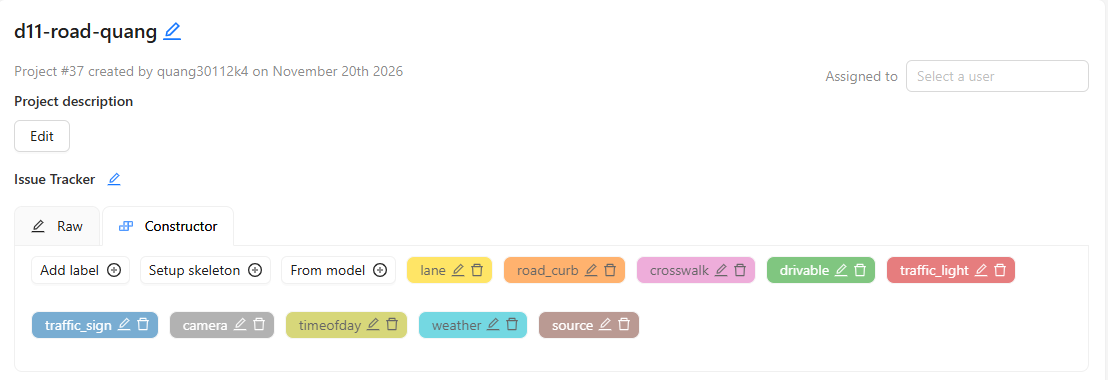 d11-road-quang
Project #37 created by quang30112k4 on November 20th 2026
Assigned to Select a user
Project description
Edit
Issue Tracker
Raw Constructor
Add label Setup skeleton From model lane road_curb crosswalk drivable traffic_light
traffic_sign camera timeofday weather source